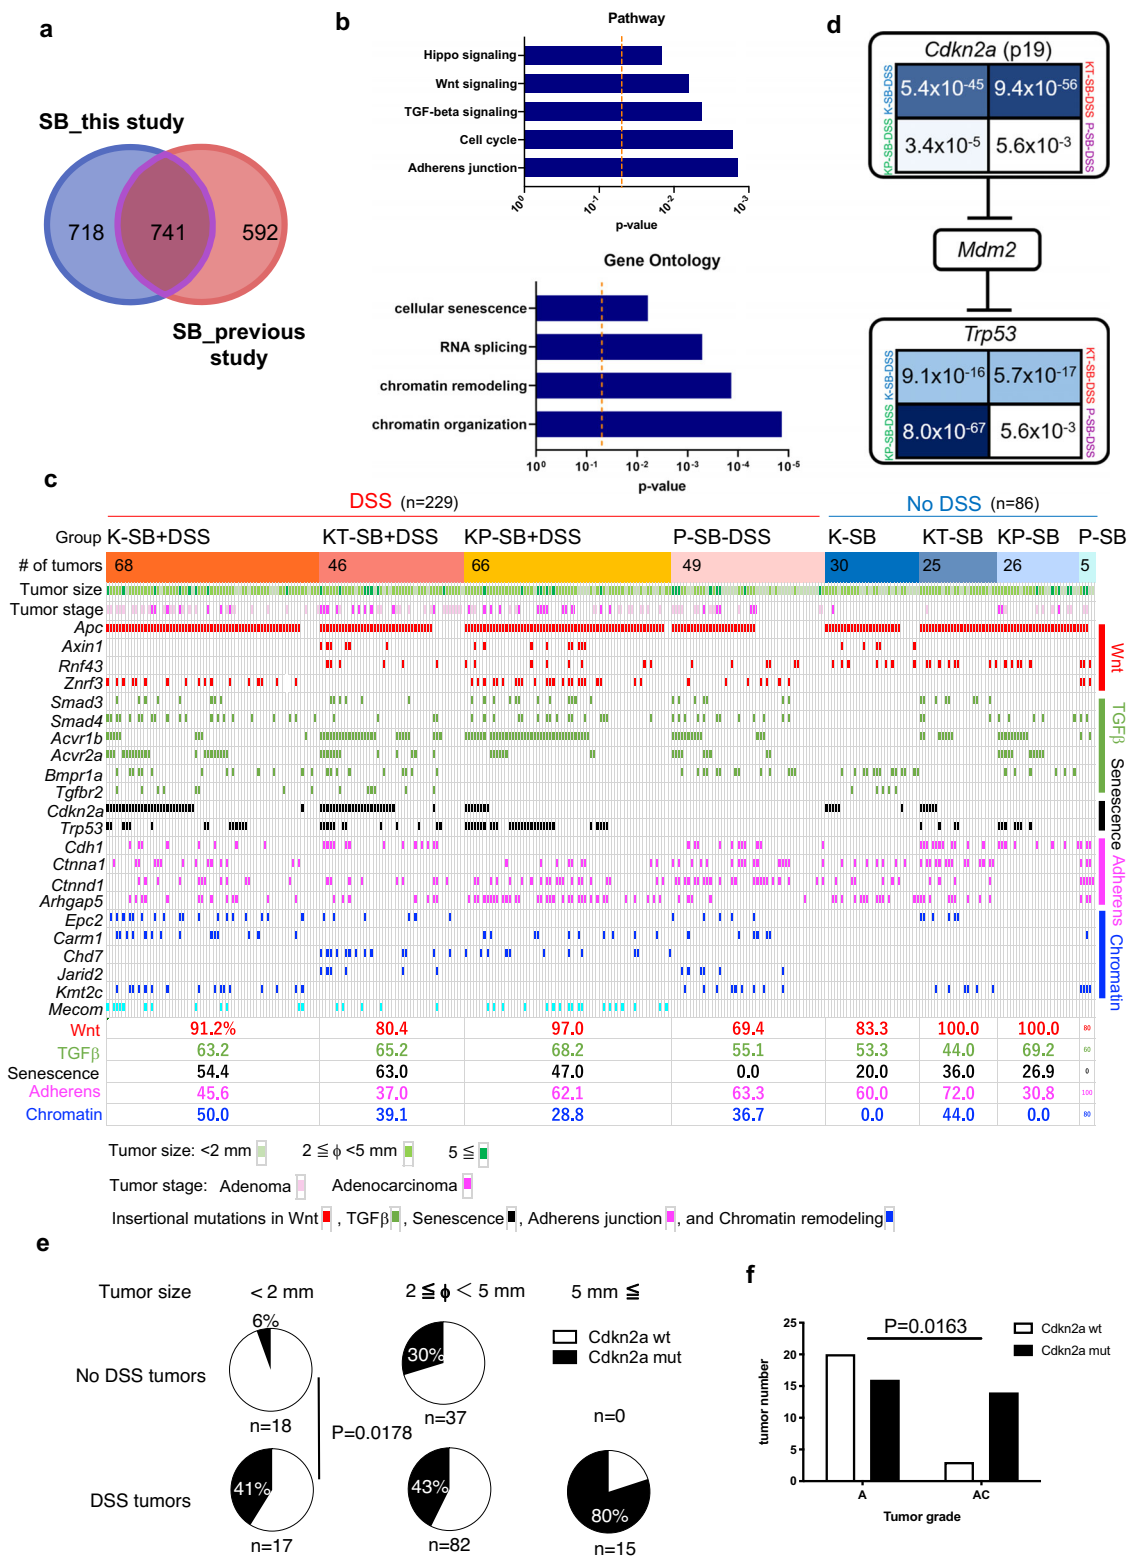 a
SB_this study
718
741
592
SB_previous
study
b
Pathway
Hippo signaling
Wnt signaling
TGF-beta signaling
Cell cycle
Adherens junction
10⁰
10⁻¹
10⁻²
10⁻³
p-value
Gene Ontology
cellular senescence
RNA splicing
chromatin remodeling
chromatin organization
10⁰ 10⁻¹ 10⁻² 10⁻³ 10⁻⁴ 10⁻⁵
p-value
d
Cdkn2a (p19)
K-SB-DSS
5.4x10⁻⁴⁵ 9.4x10⁻⁵⁶
KT-SB-DSS
KP-SB-DSS
3.4x10⁻⁵ 5.6x10⁻³
P-SB-DSS
Mdm2
Trp53
K-SB-DSS
9.1x10⁻¹⁶ 5.7x10⁻¹⁷
KT-SB-DSS
KP-SB-DSS
8.0x10⁻⁶⁷ 5.6x10⁻³
P-SB-DSS
c
DSS (n=229)
No DSS (n=86)
Group K-SB+DSS KT-SB+DSS KP-SB+DSS P-SB-DSS K-SB KT-SB KP-SB P-SB
# of tumors 68 46 66 49 30 25 26 5
Tumor size
Tumor stage
Apc
Axin1
Rnf43
Znrf3
Smad3
Smad4
Acvr1b
Acvr2a
Bmpr1a
Tgfbr2
Cdkn2a
Trp53
Cdh1
Ctnna1
Ctnnd1
Arhgap5
Epc2
Carm1
Chd7
Jarid2
Kmt2c
Mecom
Wnt
TGFβ
Senescence
Adherens
Chromatin
Wnt 91.2% 80.4 97.0 69.4 83.3 100.0 100.0 80
TGFβ 63.2 65.2 68.2 55.1 53.3 44.0 69.2 60
Senescence 54.4 63.0 47.0 0.0 20.0 36.0 26.9 0
Adherens 45.6 37.0 62.1 63.3 60.0 72.0 30.8 100
Chromatin 50.0 39.1 28.8 36.7 0.0 44.0 0.0 80
Tumor size: <2 mm 2 ≦ φ <5 mm 5 ≦
Tumor stage: Adenoma Adenocarcinoma
Insertional mutations in Wnt , TGFβ , Senescence , Adherens junction , and Chromatin remodeling
e
Tumor size < 2 mm 2 ≦ φ < 5 mm 5 mm ≦
6%
30%
Cdkn2a wt
Cdkn2a mut
No DSS tumors
n=18
n=37
n=0
P=0.0178
DSS tumors
41%
43%
80%
n=17
n=82
n=15
f
P=0.0163
Cdkn2a wt
Cdkn2a mut
tumor number
25
20
15
10
5
0
A AC
Tumor grade